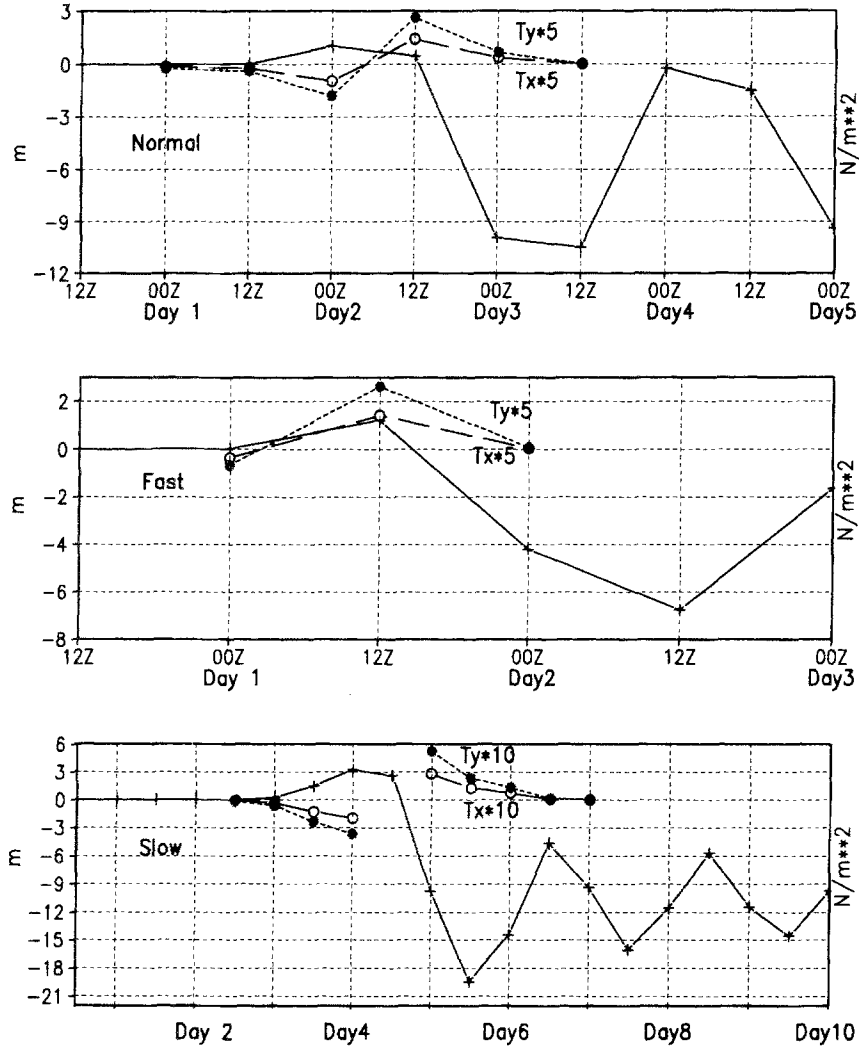 3
0
-3
-6
-9
-12
m
Normal
Ty*5
Tx*5
N/m**2
12Z 00Z 12Z 00Z 12Z 00Z 12Z 00Z 12Z 00Z
Day 1 Day2 Day3 Day4 Day5
2
0
-2
-4
-6
-8
m
Fast
Ty*5
Tx*5
N/m**2
12Z 00Z 12Z 00Z 12Z 00Z
Day 1 Day2 Day3
6
3
0
-3
-6
-9
-12
-15
-18
-21
m
Slow
Ty*10
Tx*10
N/m**2
Day 2 Day4 Day6 Day8 Day10